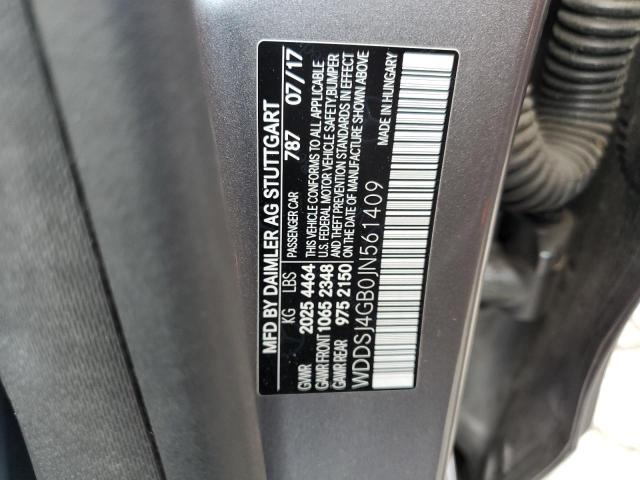 MFD BY DAIMLER AG STUTTGART
KG LBS PASSENGER CAR 787 07/17
GVWR 2025 4464 THIS VEHICLE CONFORMS TO ALL APPLICABLE
GAWR FRONT 1065 2348 U.S. FEDERAL MOTOR VEHICLE SAFETY,BUMPER
GAWR REAR 975 2150 THEFT PREVENTION STANDARDS IN EFFECT
ON THE DATE OF MANUFACTURE SHOWN ABOVE
WDDSJ4GB0JN561409
MADE IN HUNGARY